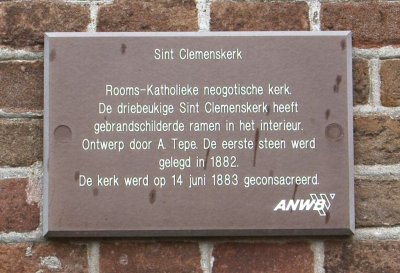 Sint Clemenskerk
Rooms-Katholieke neogotische kerk.
De driebeukige Sint Clemenskerk heeft
gebrandschilderde ramen in het interieur.
Ontwerp door A. Tepe. De eerste steen werd
gelegd in 1882.
De kerk werd op 14 juni 1883 geconsacreerd.
ANWB